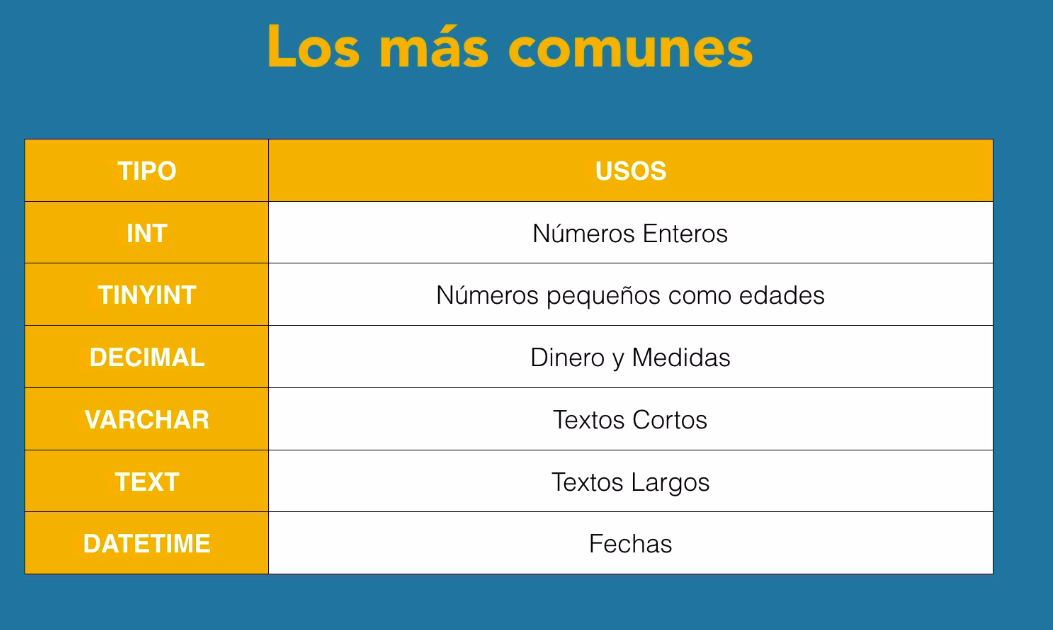 Los más comunes
TIPO USOS
INT Números Enteros
TINYINT Números pequeños como edades
DECIMAL Dinero y Medidas
VARCHAR Textos Cortos
TEXT Textos Largos
DATETIME Fechas